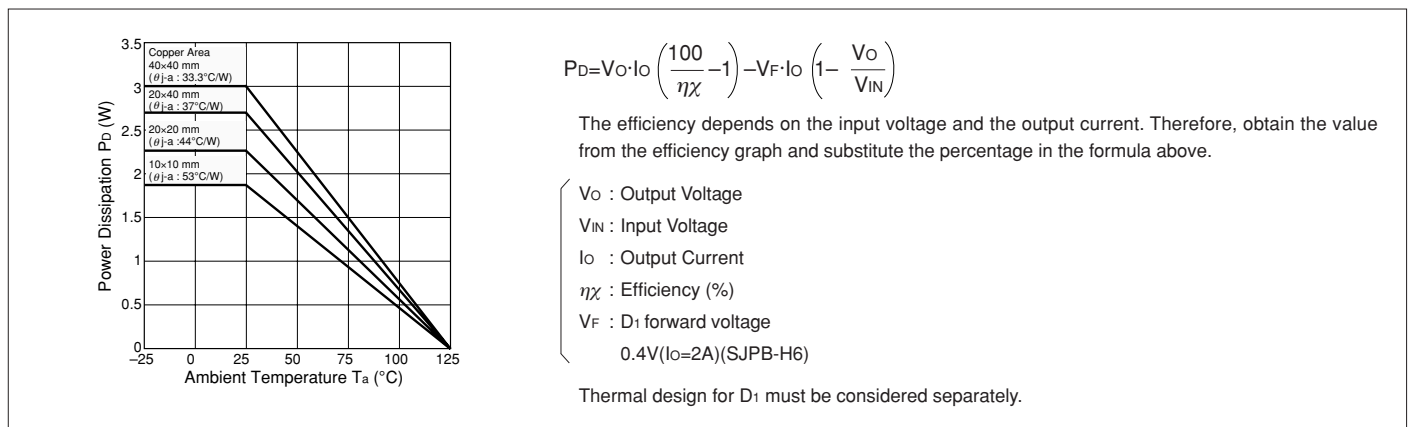 3.5
3
2.5
2
1.5
1
0.5
0
Power Dissipation PD (W)
Copper Area
40×40 mm
(θj-a : 33.3°C/W)
20×40 mm
(θj-a : 37°C/W)
20×20 mm
(θj-a :44°C/W)
10×10 mm
(θj-a : 53°C/W)
–25 0 25 50 75 100 125
Ambient Temperature Ta (°C)
PD=VO·IO (100/ηχ –1) –VF·IO (1– VO/VIN)
The efficiency depends on the input voltage and the output current. Therefore, obtain the value
from the efficiency graph and substitute the percentage in the formula above.
VO : Output Voltage
VIN : Input Voltage
IO : Output Current
ηχ : Efficiency (%)
VF : D1 forward voltage
0.4V(IO=2A)(SJPB-H6)
Thermal design for D1 must be considered separately.